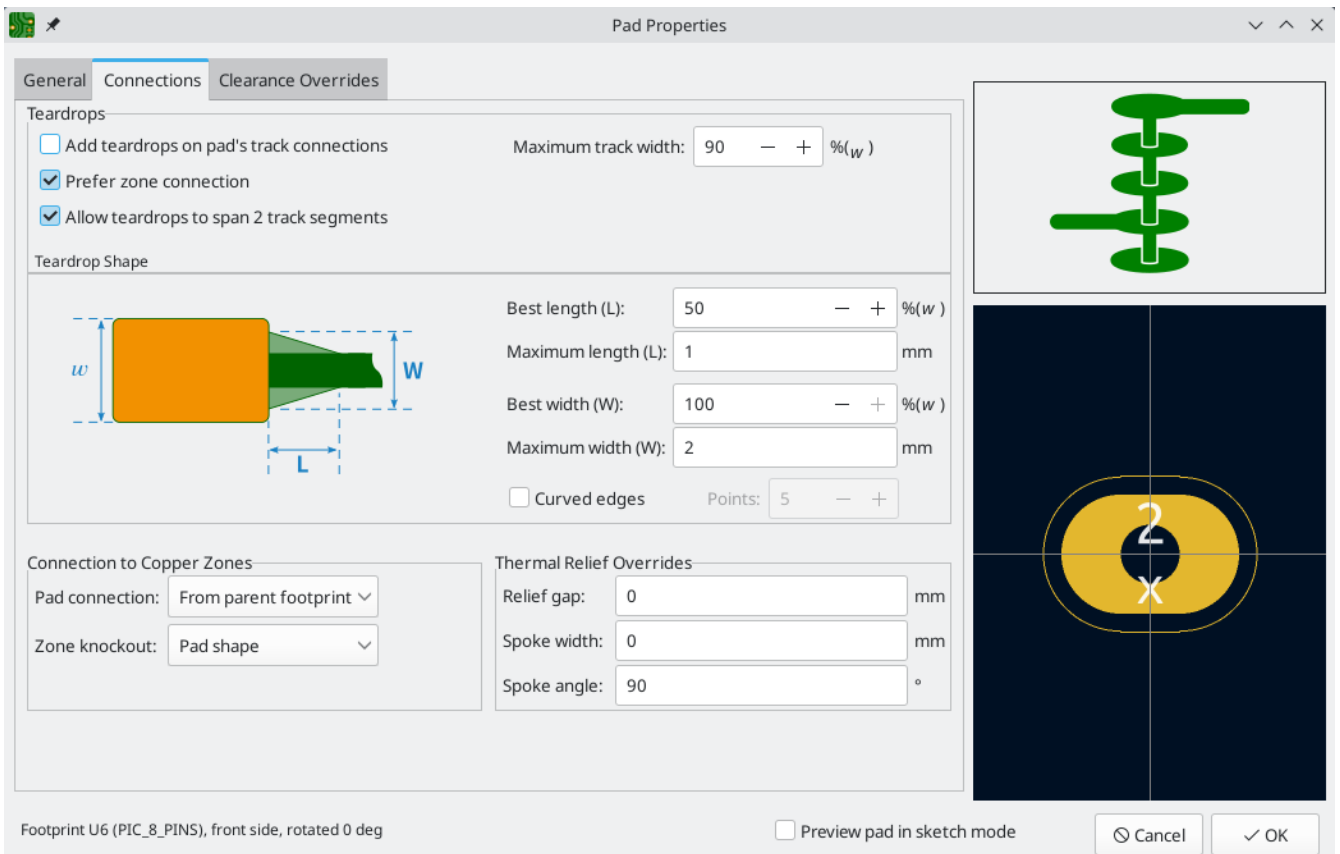 Pad Properties
General Connections Clearance Overrides
Teardrops
Add teardrops on pad's track connections
Maximum track width: 90 %(w )
Prefer zone connection
Allow teardrops to span 2 track segments
Teardrop Shape
w
W
L
Best length (L): 50 %(w )
Maximum length (L): 1 mm
Best width (W): 100 %(w )
Maximum width (W): 2 mm
Curved edges Points: 5
Connection to Copper Zones
Pad connection: From parent footprint
Zone knockout: Pad shape
Thermal Relief Overrides
Relief gap: 0 mm
Spoke width: 0 mm
Spoke angle: 90 °
2
x
Footprint U6 (PIC_8_PINS), front side, rotated 0 deg
Preview pad in sketch mode
Cancel
OK